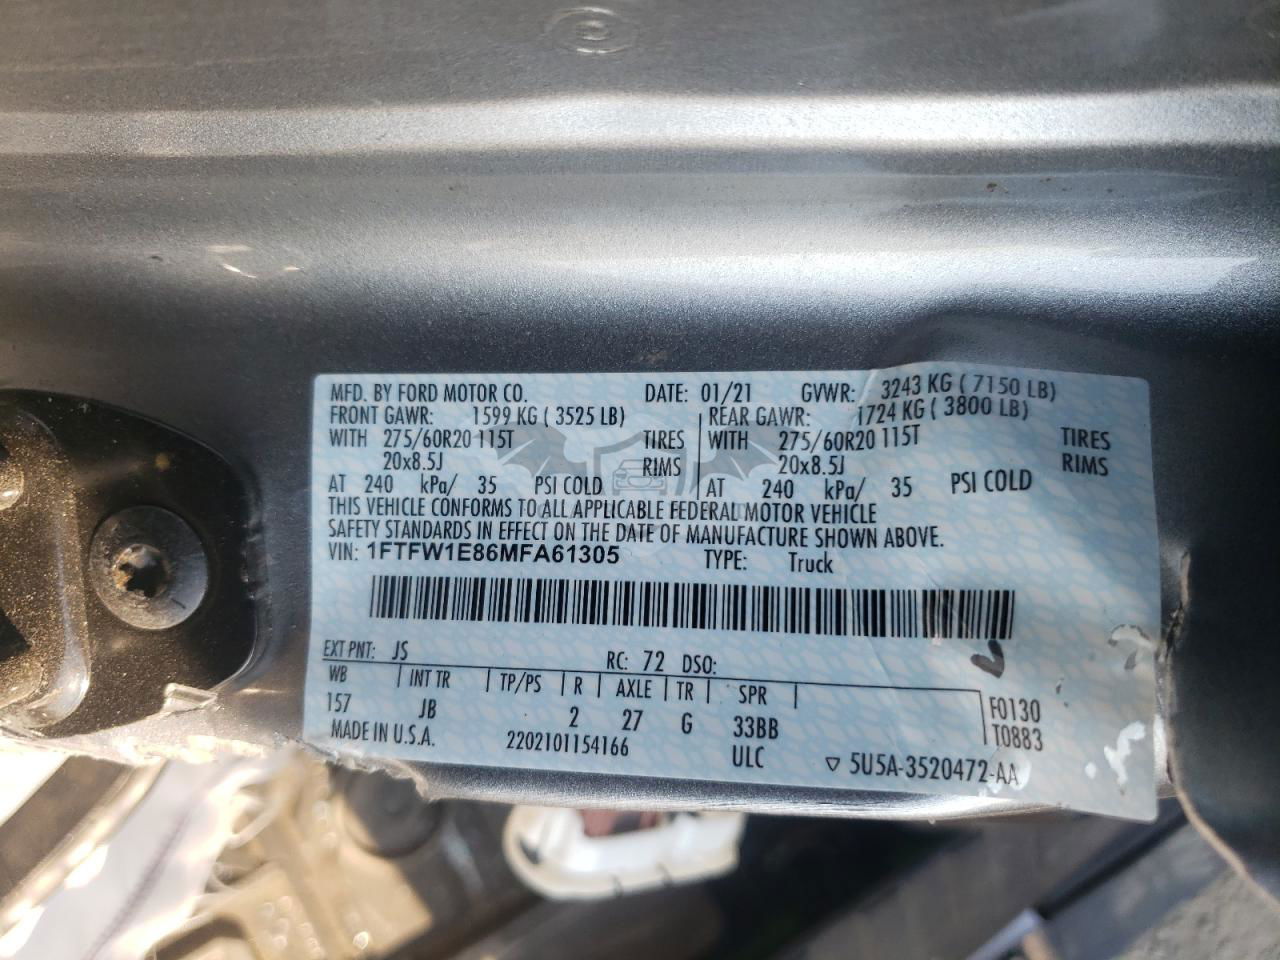 MFD. BY FORD MOTOR CO. DATE: 01/21 GVWR: 3243 KG ( 7150 LB)
FRONT GAWR: 1599 KG ( 3525 LB) REAR GAWR: 1724 KG ( 3800 LB)
WITH 275/60R20 115T TIRES WITH 275/60R20 115T TIRES
20x8.5J RIMS 20x8.5J RIMS
AT 240 kPa/ 35 PSI COLD AT 240 kPa/ 35 PSI COLD
THIS VEHICLE CONFORMS TO ALL APPLICABLE FEDERAL MOTOR VEHICLE
SAFETY STANDARDS IN EFFECT ON THE DATE OF MANUFACTURE SHOWN ABOVE.
VIN: 1FTFW1E86MFA61305 TYPE: Truck
EXT PNT: JS RC: 72 DSO:
WB INT TR TP/PS R AXLE TR SPR
157 JB 2 27 G 33BB F0130
MADE IN U.S.A. 2202101154166 ULC T0883
▽ 5U5A-3520472-AA